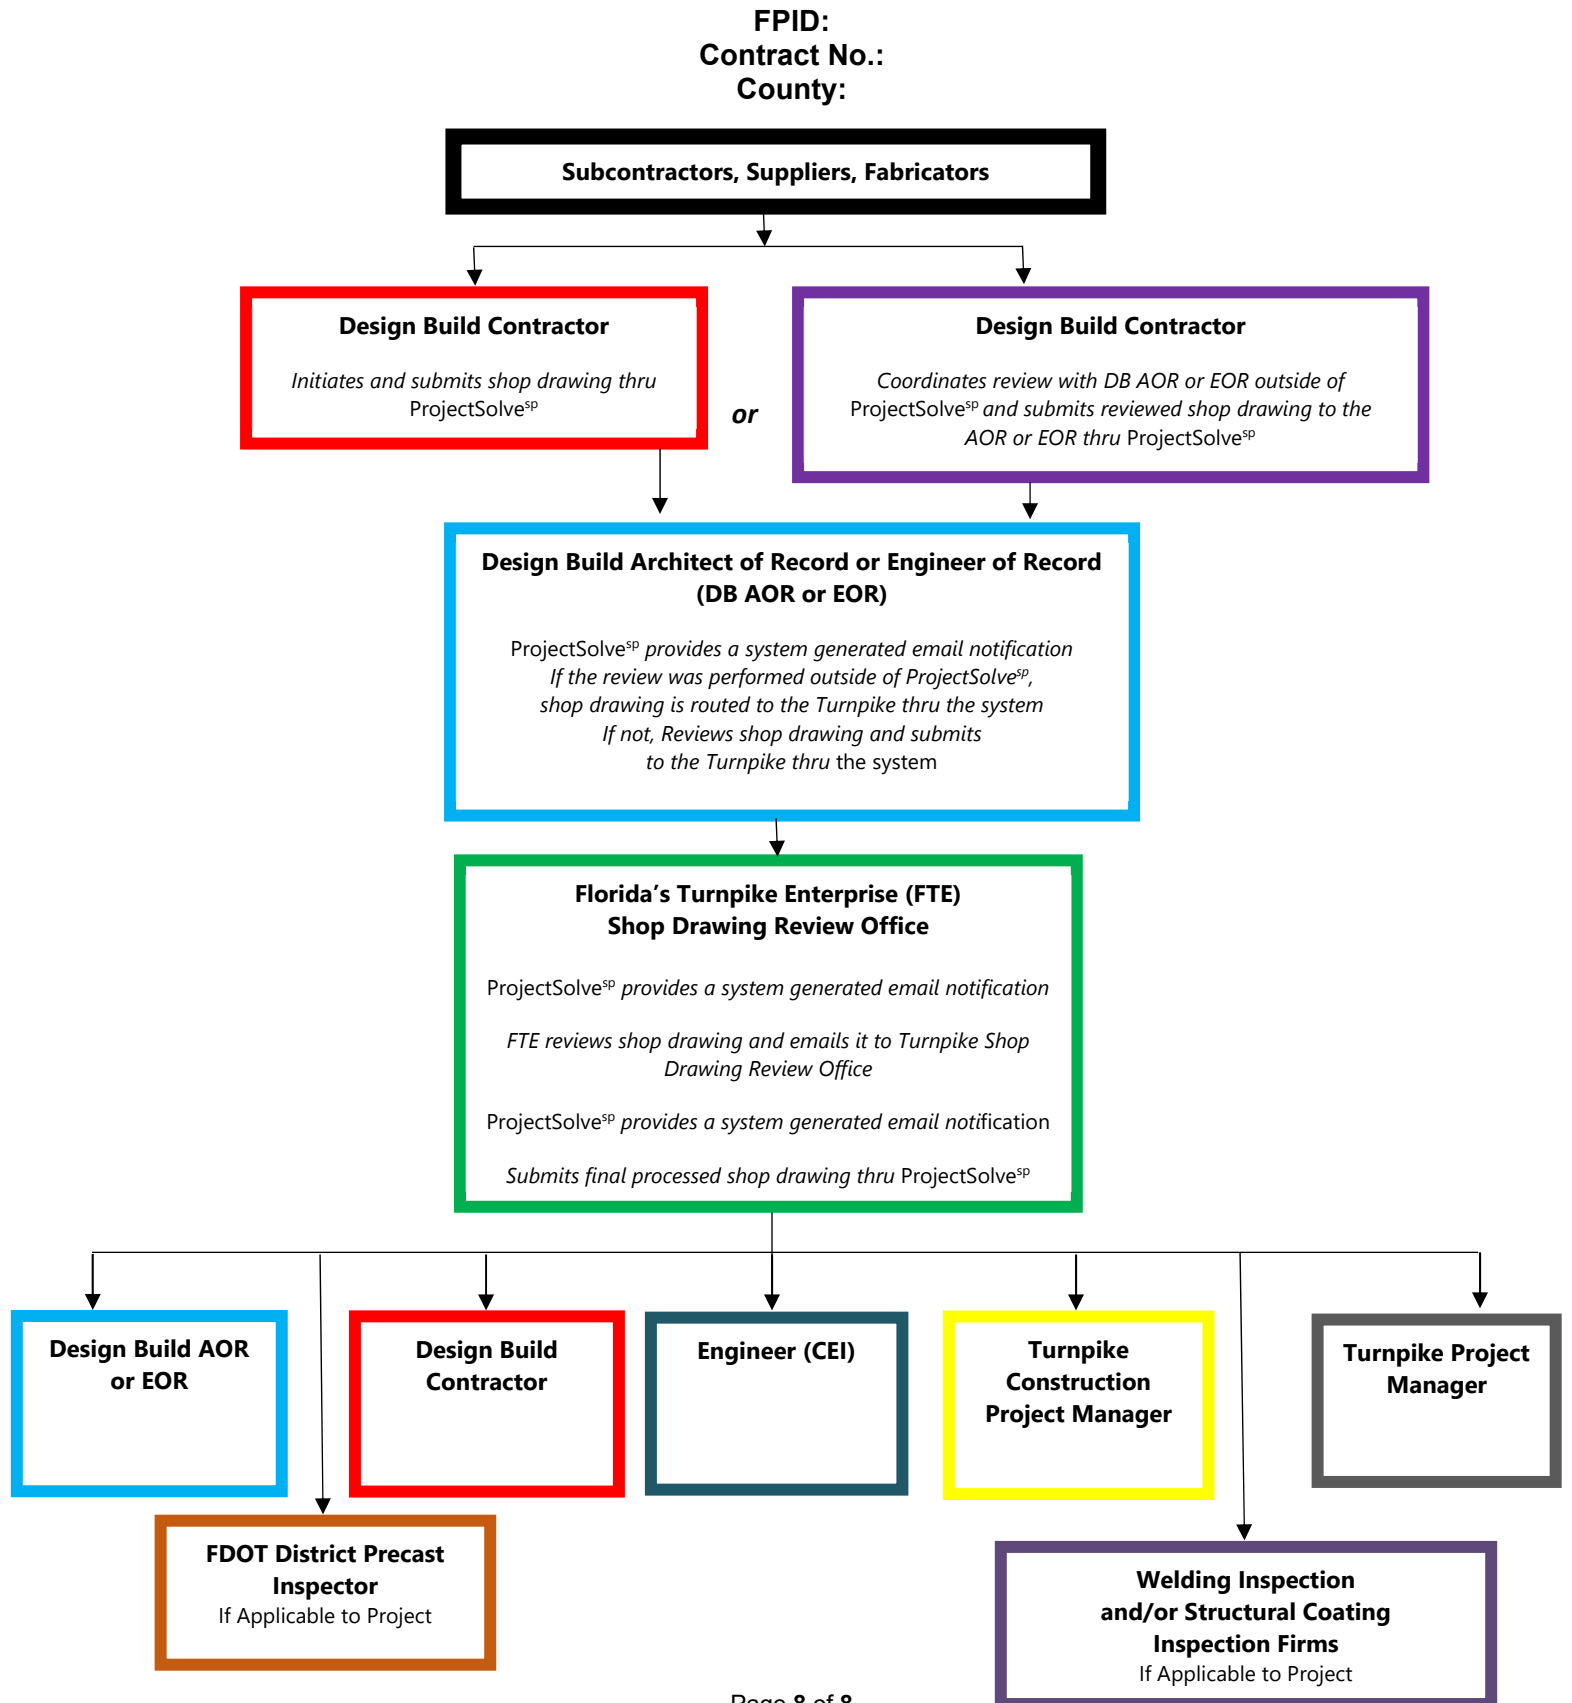 FPID:
Contract No.:
County:
Subcontractors, Suppliers, Fabricators
Design Build Contractor
Initiates and submits shop drawing thru
ProjectSolveˢᵖ
or
Design Build Contractor
Coordinates review with DB AOR or EOR outside of
ProjectSolveˢᵖ and submits reviewed shop drawing to the
AOR or EOR thru ProjectSolveˢᵖ
Design Build Architect of Record or Engineer of Record
(DB AOR or EOR)
ProjectSolveˢᵖ provides a system generated email notification
If the review was performed outside of ProjectSolveˢᵖ,
shop drawing is routed to the Turnpike thru the system
If not, Reviews shop drawing and submits
to the Turnpike thru the system
Florida’s Turnpike Enterprise (FTE)
Shop Drawing Review Office
ProjectSolveˢᵖ provides a system generated email notification
FTE reviews shop drawing and emails it to Turnpike Shop
Drawing Review Office
ProjectSolveˢᵖ provides a system generated email notification
Submits final processed shop drawing thru ProjectSolveˢᵖ
Design Build AOR
or EOR
Design Build
Contractor
Engineer (CEI)
Turnpike
Construction
Project Manager
Turnpike Project
Manager
FDOT District Precast
Inspector
If Applicable to Project
Welding Inspection
and/or Structural Coating
Inspection Firms
If Applicable to Project
Page 8 of 8